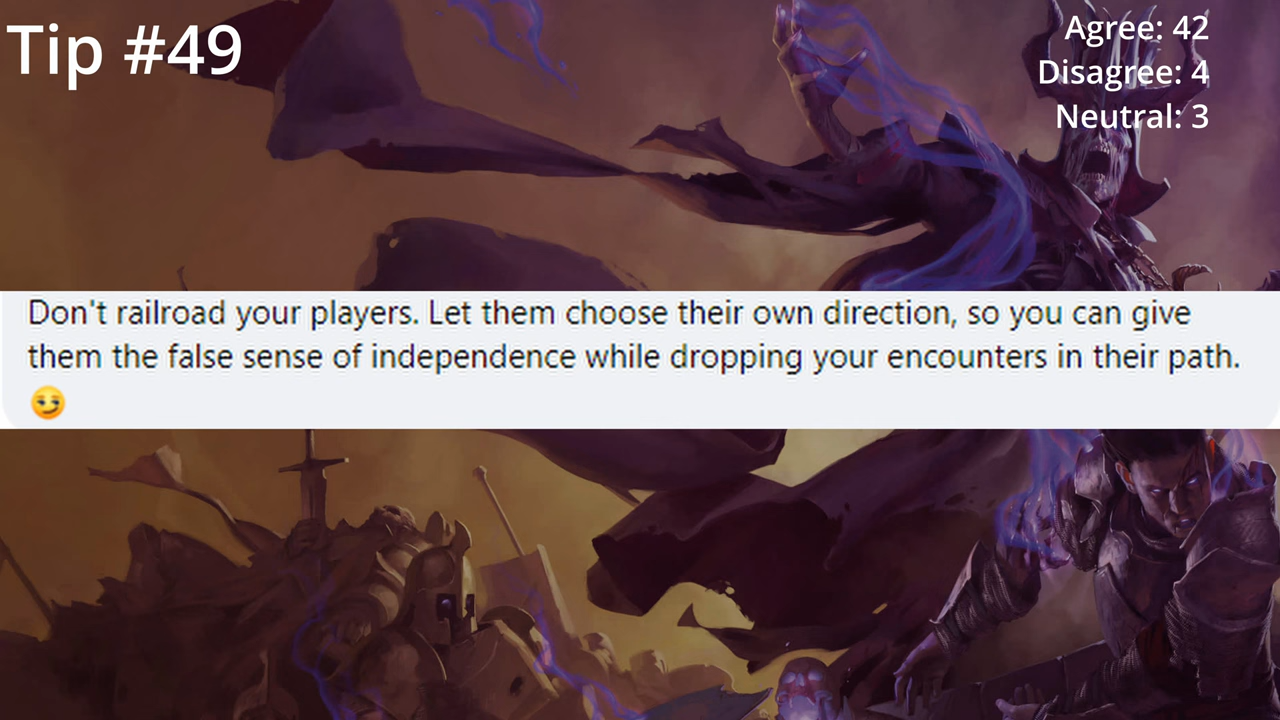 Tip #49
Agree: 42
Disagree: 4
Neutral: 3
Don't railroad your players. Let them choose their own direction, so you can give
them the false sense of independence while dropping your encounters in their path.
😏